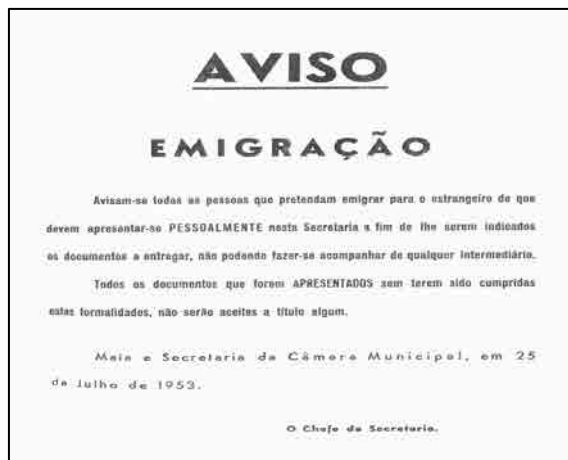 AVISO
EMIGRAÇÃO
Avisam-se todas as pessoas que pretendam emigrar para o estrangeiro de que
devem apresentar-se PESSOALMENTE nesta Secretaria a fim de lhe serem indicados
os documentos a entregar, não podendo fazer-se acompanhar de qualquer intermediário.
Todos os documentos que forem APRESENTADOS sem terem sido cumpridas
estas formalidades, não serão aceites a título algum.
Maia e Secretaria da Câmara Municipal, em 25
de Julho de 1953.
O Chefe da Secretaria.